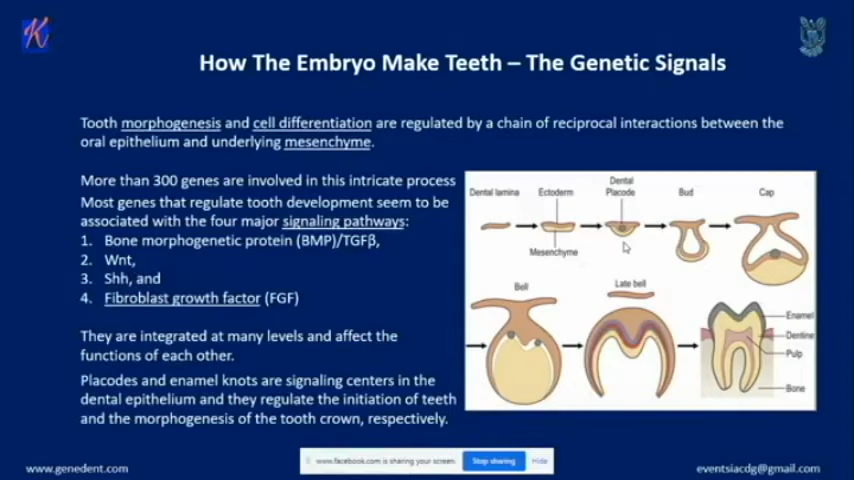 K
How The Embryo Make Teeth – The Genetic Signals
Tooth morphogenesis and cell differentiation are regulated by a chain of reciprocal interactions between the
oral epithelium and underlying mesenchyme.
More than 300 genes are involved in this intricate process
Most genes that regulate tooth development seem to be
associated with the four major signaling pathways:
1. Bone morphogenetic protein (BMP)/TGFβ,
2. Wnt,
3. Shh, and
4. Fibroblast growth factor (FGF)
They are integrated at many levels and affect the
functions of each other.
Placodes and enamel knots are signaling centers in the
dental epithelium and they regulate the initiation of teeth
and the morphogenesis of the tooth crown, respectively.
Dental lamina
Ectoderm
Dental
Placode
Bud
Cap
Mesenchyme
Bell
Late bell
Enamel
Dentine
Pulp
Bone
www.facebook.com is sharing your screen.
Stop sharing
Hide
www.genedent.com
eventsiacdg@gmail.com